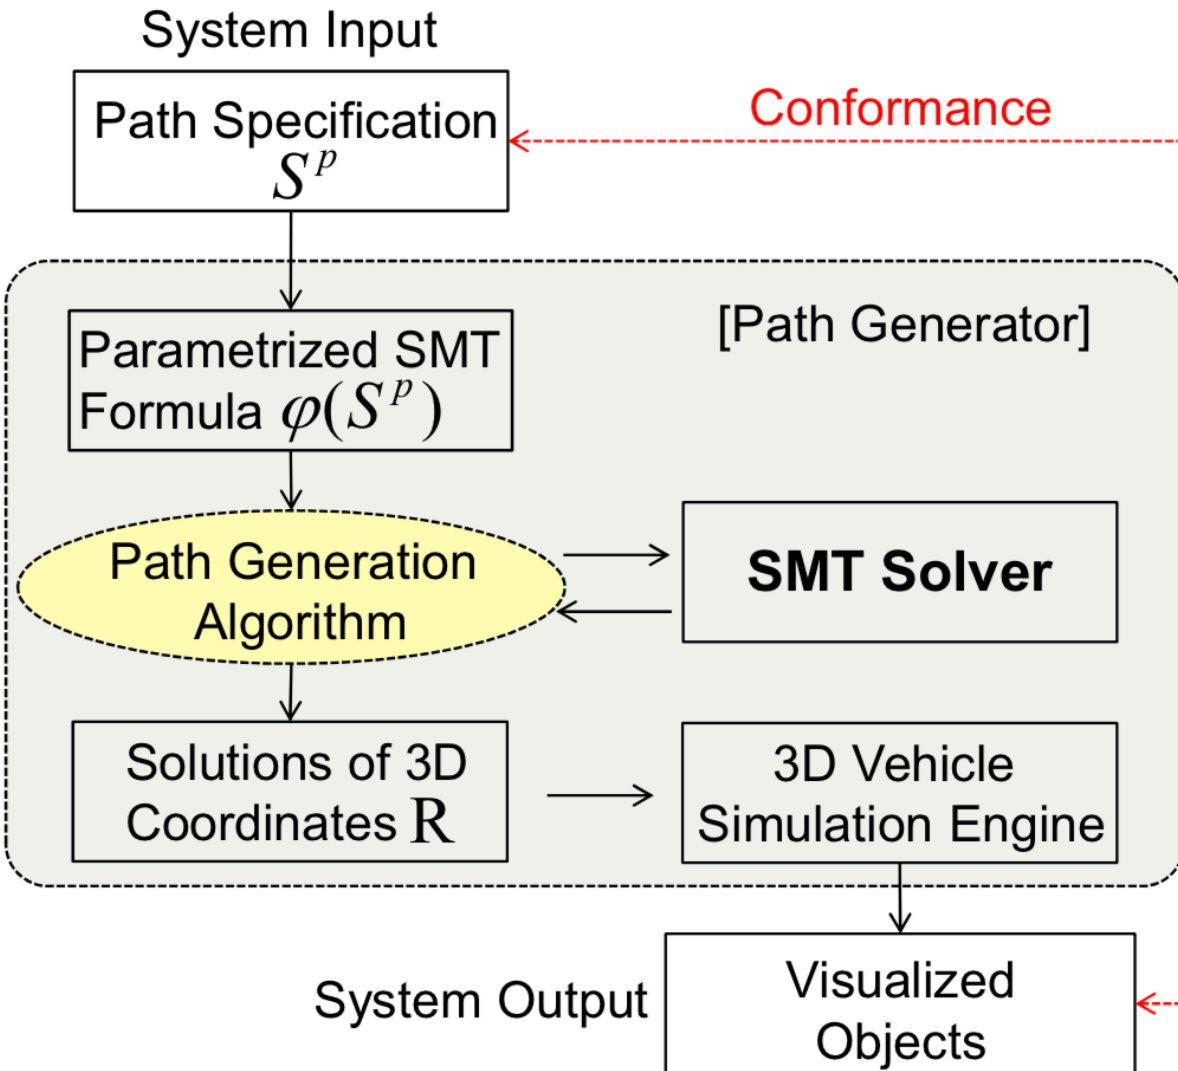 System Input
Path Specification
S^p
Conformance
[Path Generator]
Parametrized SMT
Formula φ(S^p)
Path Generation
Algorithm
SMT Solver
Solutions of 3D
Coordinates R
3D Vehicle
Simulation Engine
System Output
Visualized
Objects